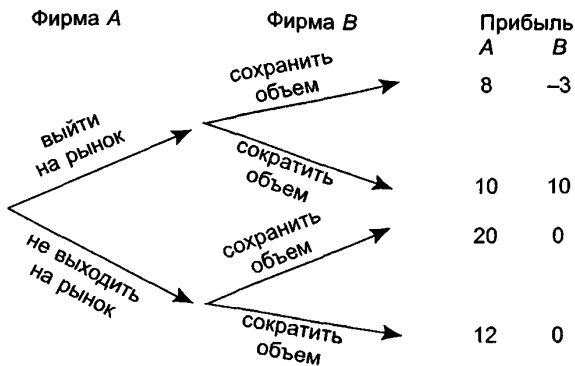 Фирма A
Фирма B
Прибыль
A B
выйти
на рынок
не выходить
на рынок
сохранить
объем
8 –3
сократить
объем
10 10
сохранить
объем
20 0
сократить
объем
12 0